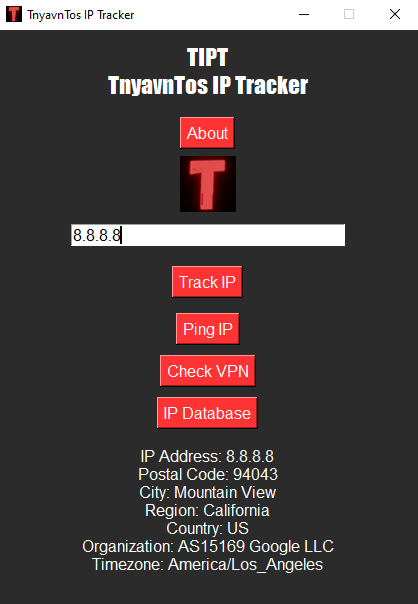 TnyavnTos IP Tracker
TIPT
TnyavnTos IP Tracker
About
T
8.8.8.8
Track IP
Ping IP
Check VPN
IP Database
IP Address: 8.8.8.8
Postal Code: 94043
City: Mountain View
Region: California
Country: US
Organization: AS15169 Google LLC
Timezone: America/Los_Angeles